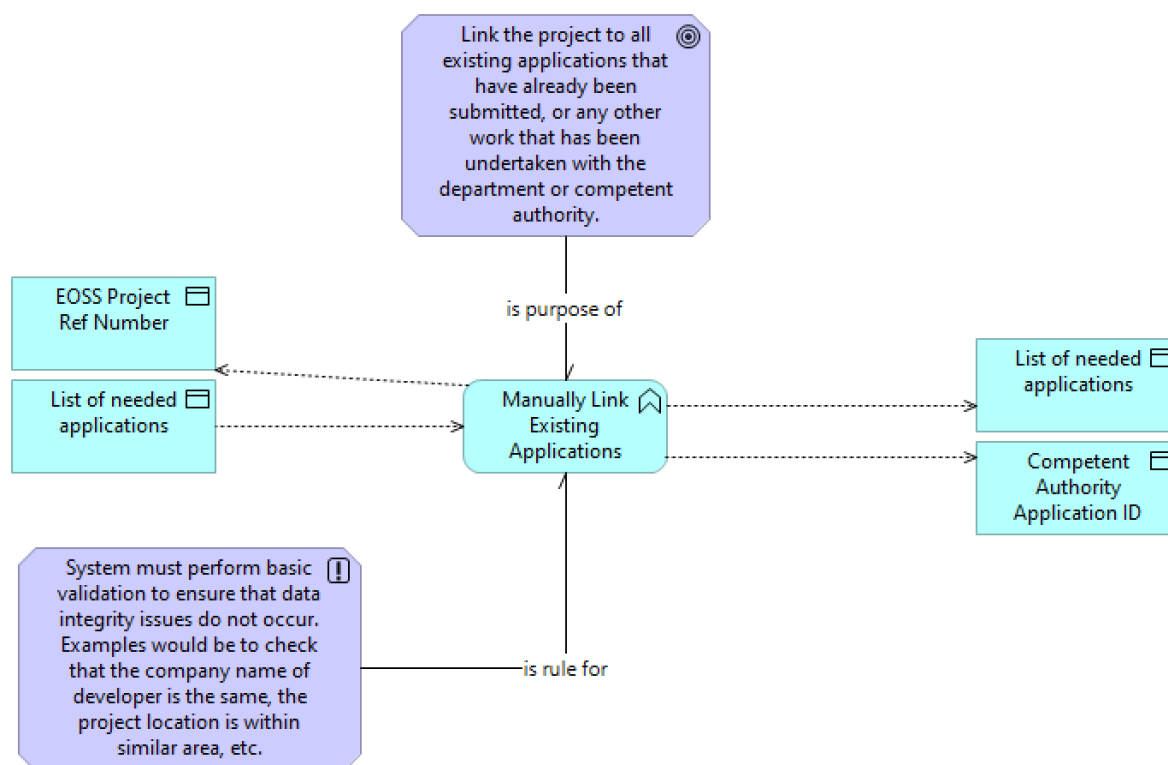 Link the project to all
existing applications that
have already been
submitted, or any other
work that has been
undertaken with the
department or competent
authority.
is purpose of
EOSS Project
Ref Number
List of needed
applications
Manually Link
Existing
Applications
List of needed
applications
Competent
Authority
Application ID
System must perform basic
validation to ensure that data
integrity issues do not occur.
Examples would be to check
that the company name of
developer is the same, the
project location is within
similar area, etc.
is rule for